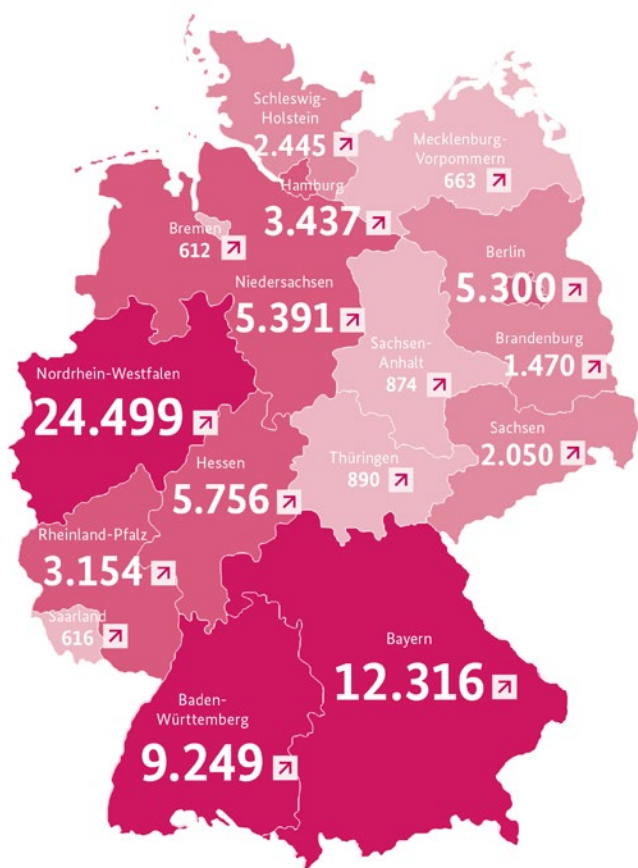 Schleswig-
Holstein
2.445
Mecklenburg-
Vorpommern
663
Hamburg
3.437
Bremen
612
Berlin
5.300
Niedersachsen
5.391
Brandenburg
1.470
Sachsen-
Anhalt
874
Nordrhein-Westfalen
24.499
Sachsen
2.050
Hessen
5.756
Thüringen
890
Rheinland-Pfalz
3.154
Saarland
616
Bayern
12.316
Baden-
Württemberg
9.249